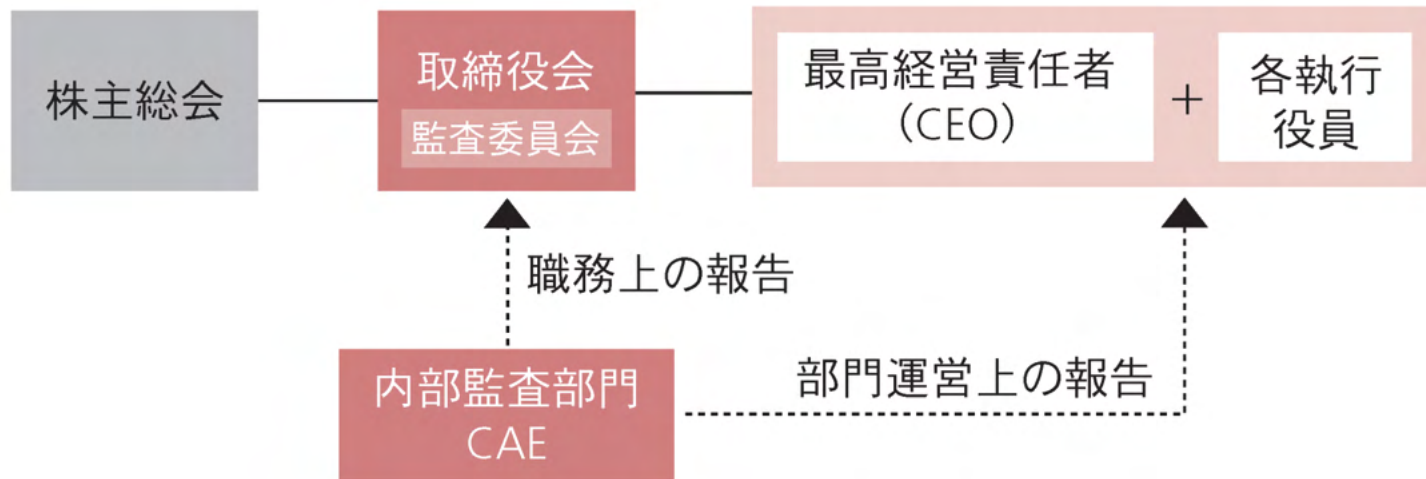 株主総会
取締役会
監査委員会
最高経営責任者
（CEO）
+
各執行
役員
職務上の報告
内部監査部門
CAE
部門運営上の報告